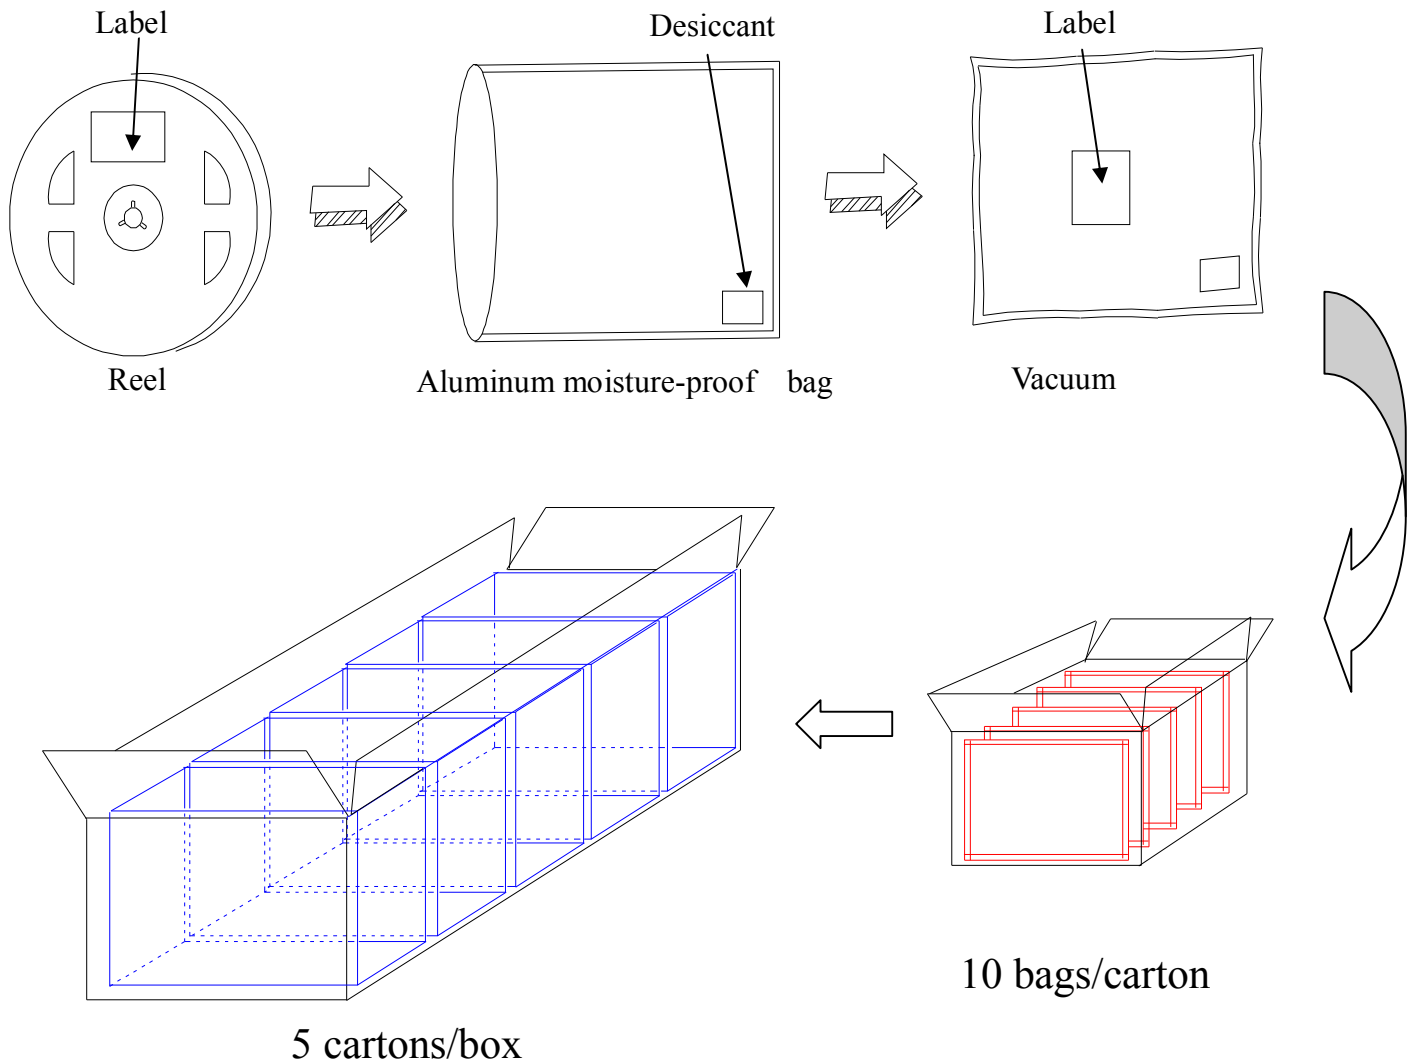 Label
Desiccant
Label
Reel
Aluminum moisture-proof bag
Vacuum
10 bags/carton
5 cartons/box